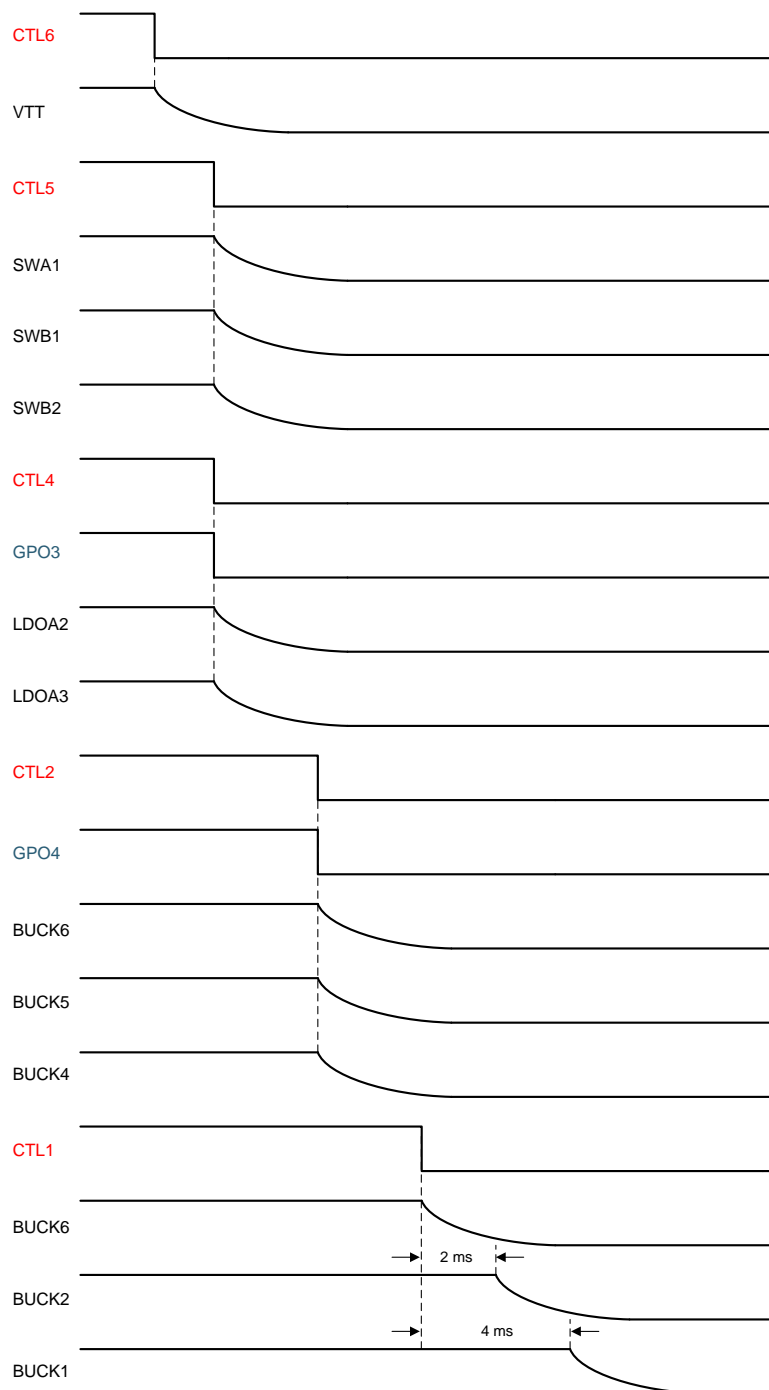 CTL6
VTT
CTL5
SWA1
SWB1
SWB2
CTL4
GPO3
LDOA2
LDOA3
CTL2
GPO4
BUCK6
BUCK5
BUCK4
CTL1
BUCK6
2 ms
BUCK2
4 ms
BUCK1